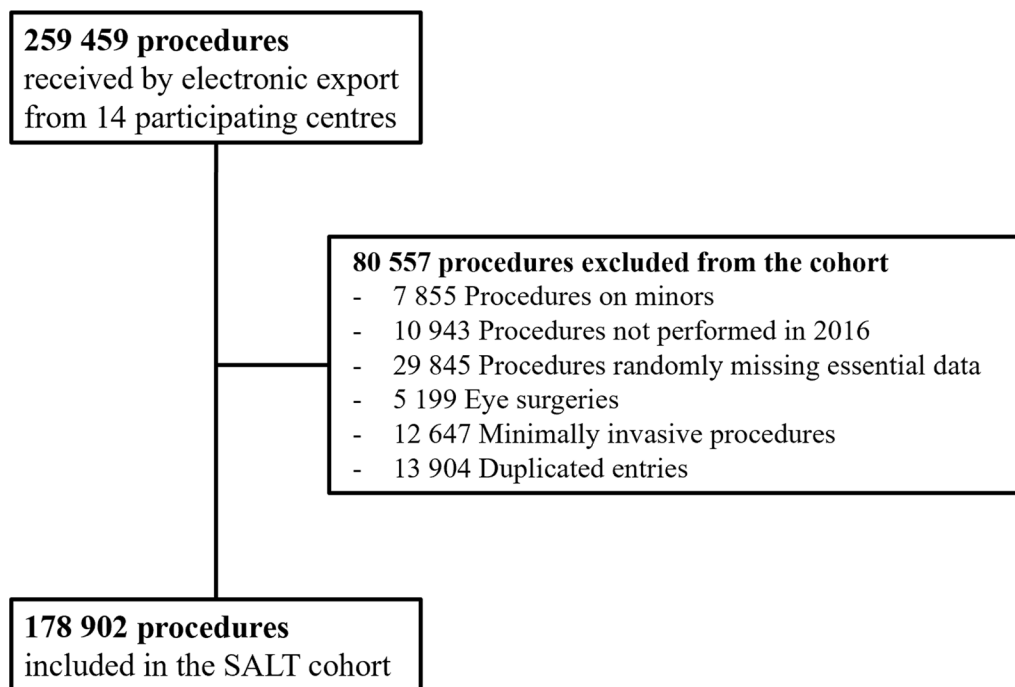 259 459 procedures
received by electronic export
from 14 participating centres
80 557 procedures excluded from the cohort
- 7 855 Procedures on minors
- 10 943 Procedures not performed in 2016
- 29 845 Procedures randomly missing essential data
- 5 199 Eye surgeries
- 12 647 Minimally invasive procedures
- 13 904 Duplicated entries
178 902 procedures
included in the SALT cohort